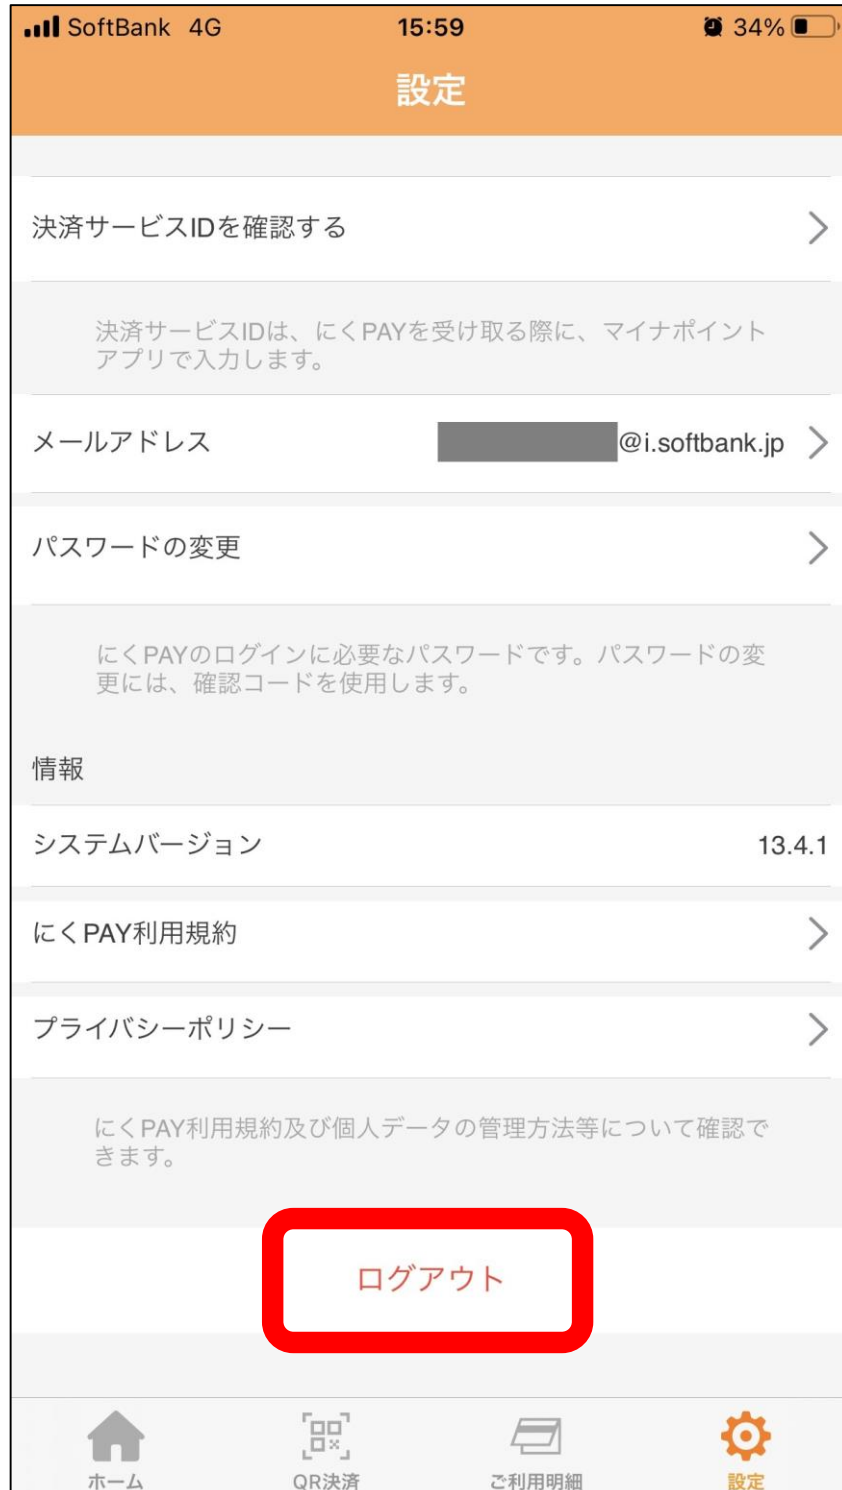 SoftBank 4G 15:59 34%
設定
決済サービスIDを確認する
決済サービスIDは、にくPAYを受け取る際に、マイナポイント
アプリで入力します。
メールアドレス @i.softbank.jp
パスワードの変更
にくPAYのログインに必要なパスワードです。パスワードの変
更には、確認コードを使用します。
情報
システムバージョン 13.4.1
にくPAY利用規約
プライバシーポリシー
にくPAY利用規約及び個人データの管理方法等について確認で
きます。
ログアウト
ホーム QR決済 ご利用明細 設定